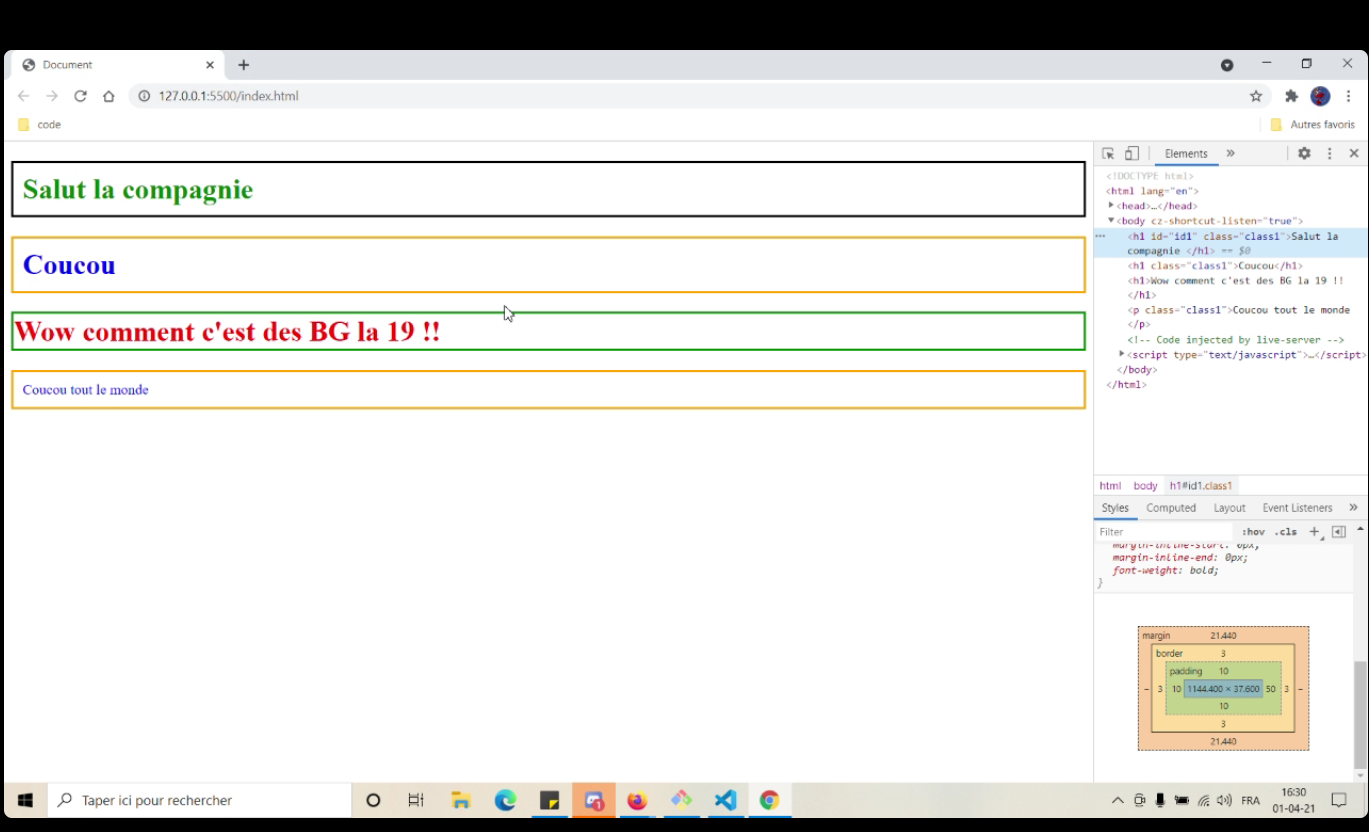 Document
127.0.0.1:5500/index.html
code
Autres favoris
Salut la compagnie
Coucou
Wow comment c'est des BG la 19 !!
Coucou tout le monde
Elements
<!DOCTYPE html>
<html lang="en">
<head>…</head>
<body cz-shortcut-listen="true">
<h1 id="id1" class="class1">Salut la
compagnie </h1> == $0
<h1 class="class1">Coucou</h1>
<h1>Wow comment c'est des BG la 19 !!
</h1>
<p class="class1">Coucou tout le monde
</p>
<!-- Code injected by live-server -->
<script type="text/javascript">…</script>
</body>
</html>
html body h1#id1.class1
Styles Computed Layout Event Listeners
Filter :hov .cls
margin-inline-start: 0px;
margin-inline-end: 0px;
font-weight: bold;
}
margin 21.440
border 3
padding 10
– 3 10 1144.400 × 37.600 50 3 –
10
3
21.440
Taper ici pour rechercher
FRA
16:30
01-04-21